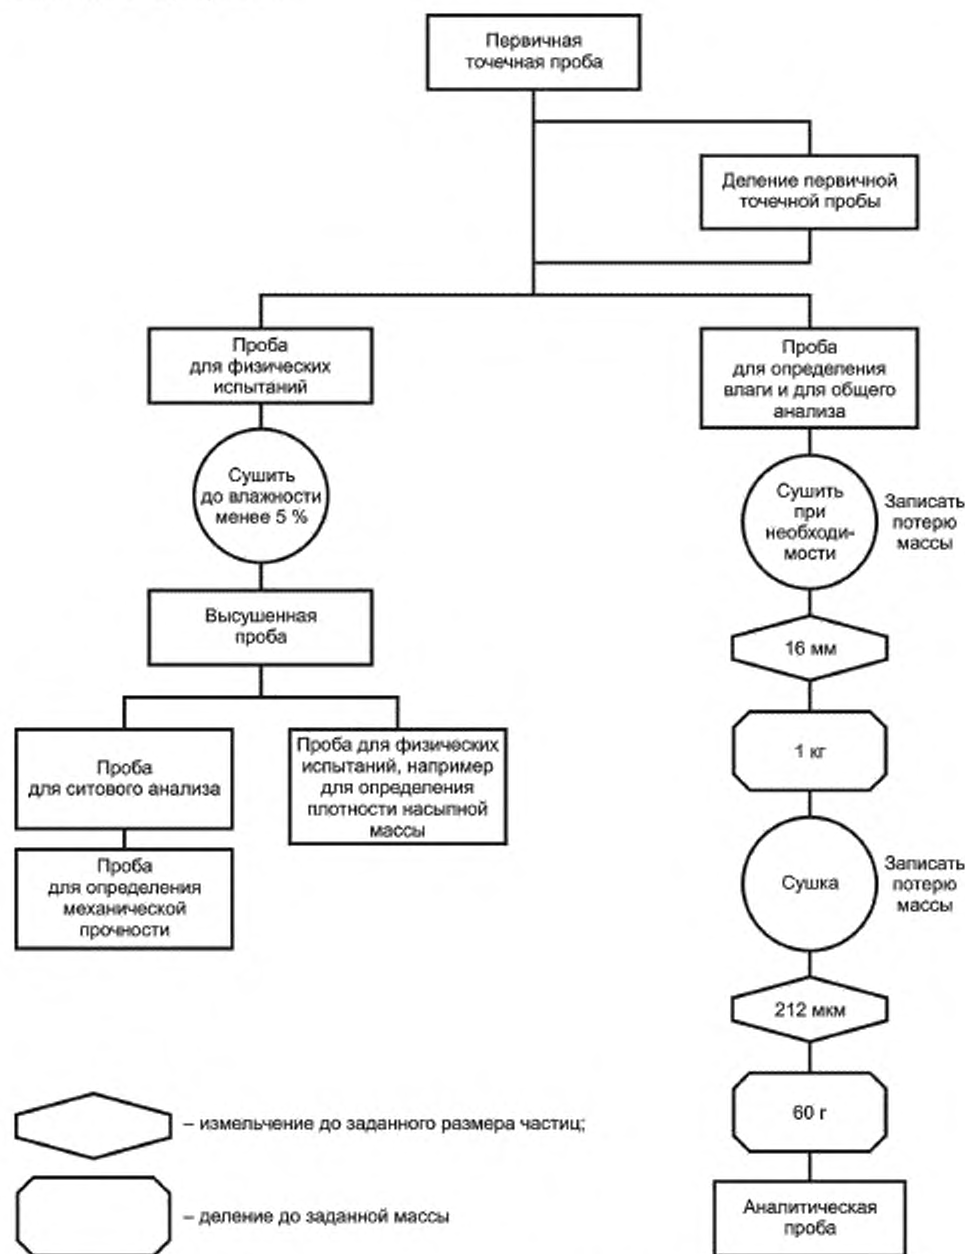 Первичная
точечная проба
Деление первичной
точечной пробы
Проба
для физических
испытаний
Проба
для определения
влаги и для общего
анализа
Сушить
до влажности
менее 5 %
Сушить
при
необходи-
мости
Записать
потерю
массы
Высушенная
проба
16 мм
Проба
для ситового анализа
Проба для физических
испытаний, например
для определения
плотности насыпной
массы
1 кг
Проба
для определения
механической
прочности
Сушка
Записать
потерю
массы
212 мкм
60 г
– измельчение до заданного размера частиц;
– деление до заданной массы
Аналитическая
проба